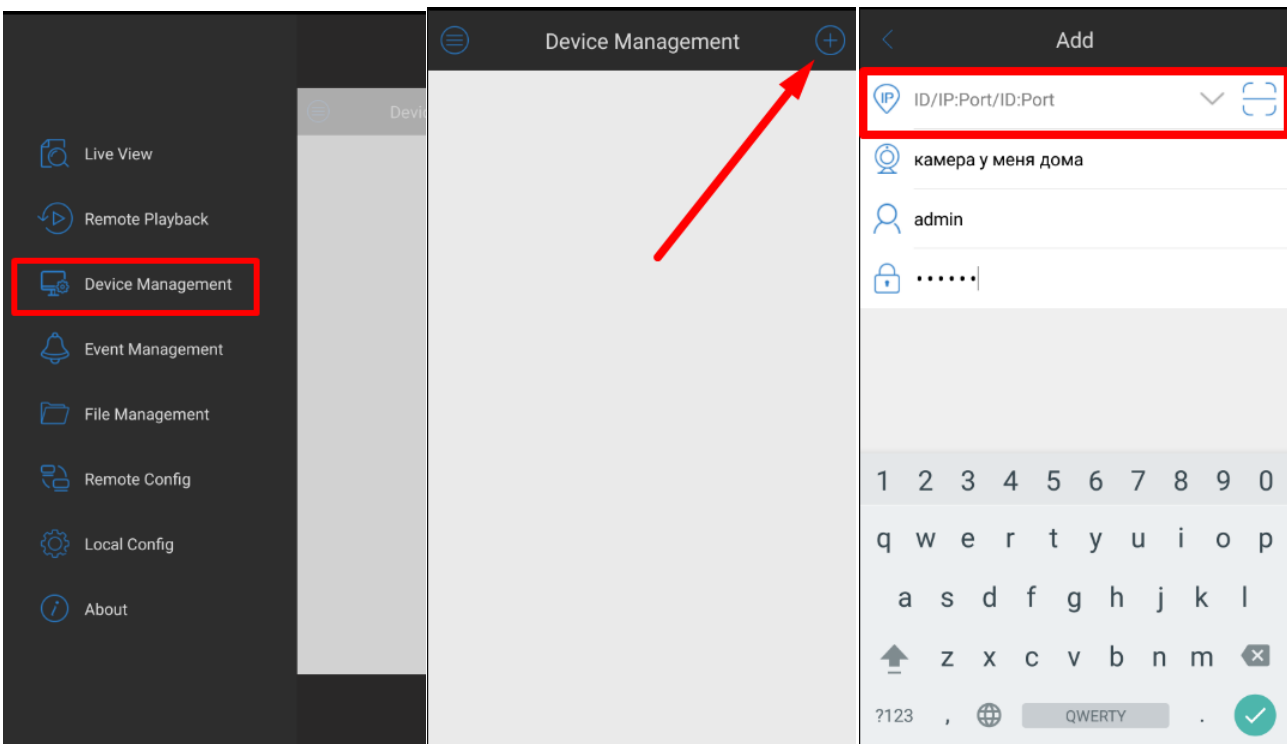 Live View
Remote Playback
Device Management
Event Management
File Management
Remote Config
Local Config
About
Device Management
Add
IP
ID/IP:Port/ID:Port
камера у меня дома
admin
••••••
1 2 3 4 5 6 7 8 9 0
q w e r t y u i o p
a s d f g h j k l
z x c v b n m
?123 , QWERTY .